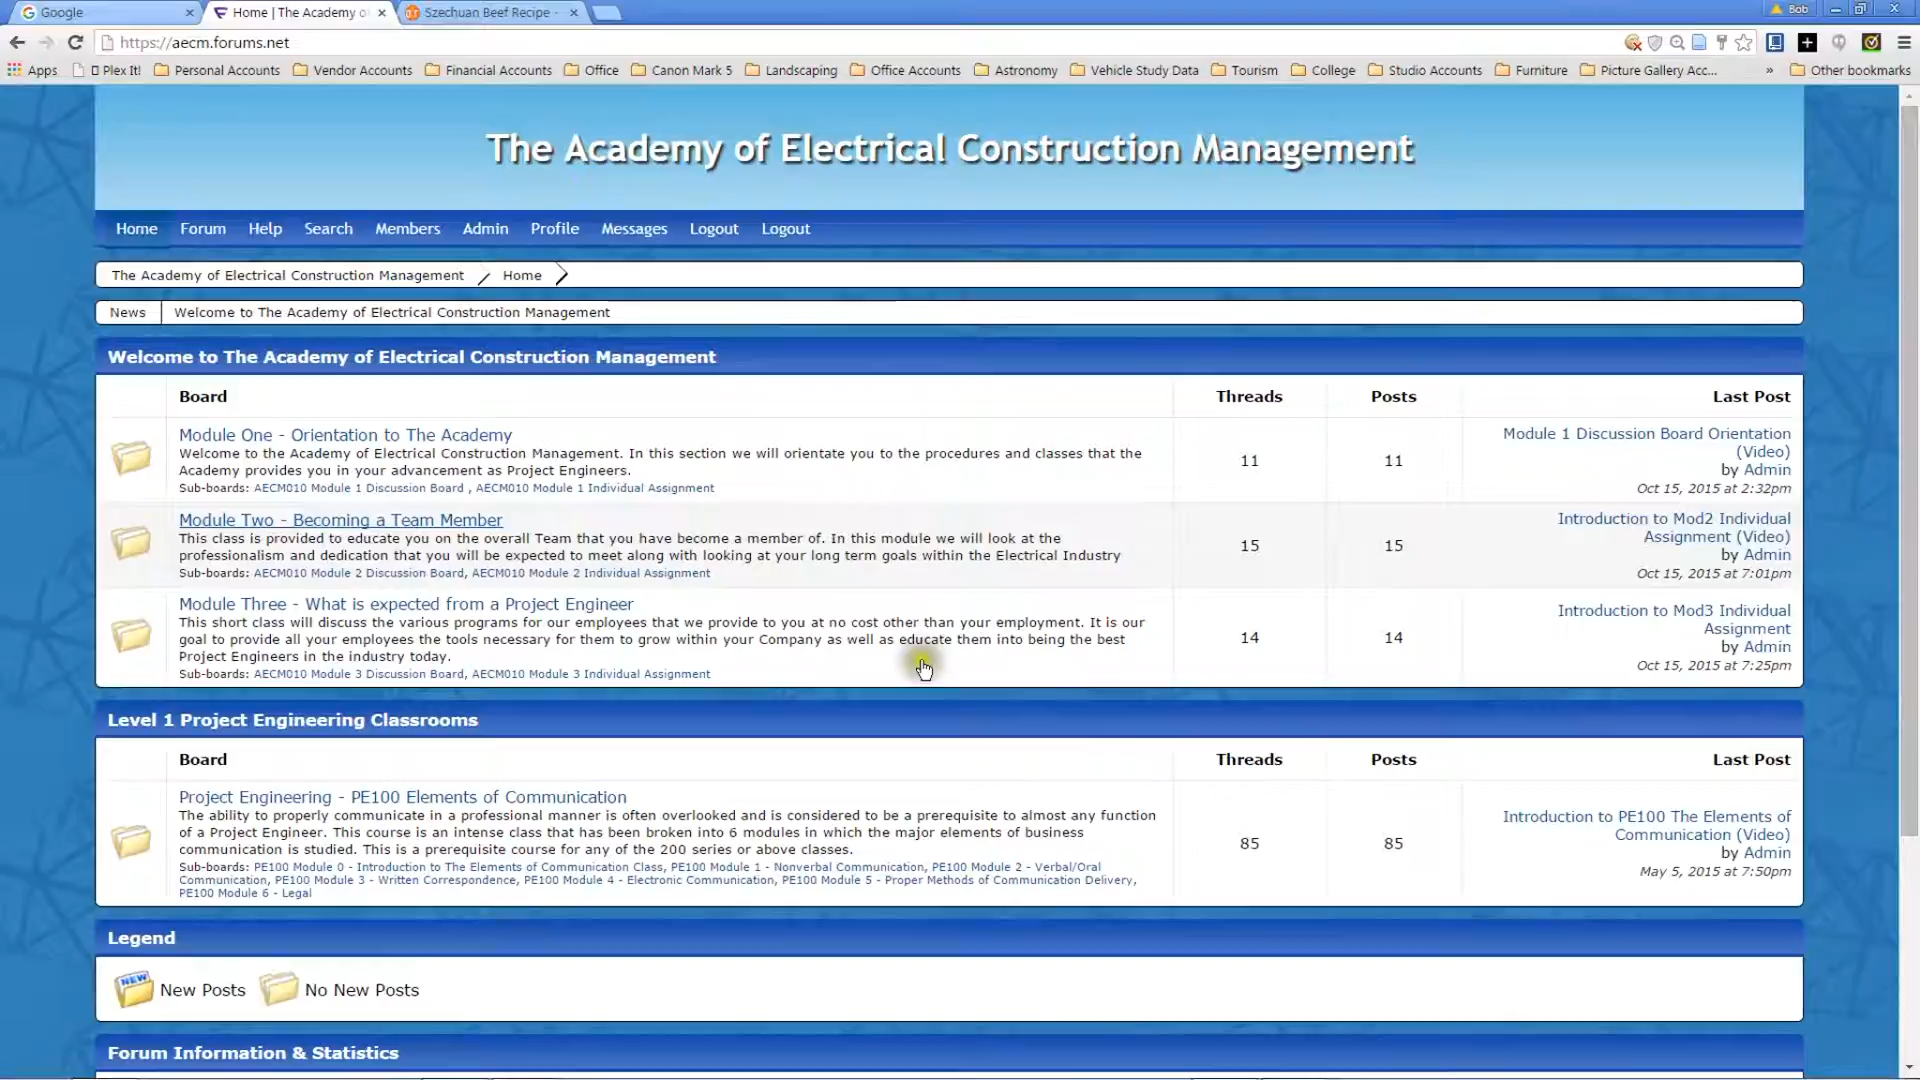 Google
Home | The Academy o
Szechuan Beef Recipe -
Bob
https://aecm.forums.net
Apps
Plex It!
Personal Accounts
Vendor Accounts
Financial Accounts
Office
Canon Mark 5
Landscaping
Office Accounts
Astronomy
Vehicle Study Data
Tourism
College
Studio Accounts
Furniture
Picture Gallery Acc...
»
Other bookmarks
The Academy of Electrical Construction Management
Home Forum Help Search Members Admin Profile Messages Logout Logout
The Academy of Electrical Construction Management Home
News Welcome to The Academy of Electrical Construction Management
Welcome to The Academy of Electrical Construction Management
Board Threads Posts Last Post
Module One - Orientation to The Academy
Welcome to the Academy of Electrical Construction Management. In this section we will orientate you to the procedures and classes that the
Academy provides you in your advancement as Project Engineers.
Sub-boards: AECM010 Module 1 Discussion Board , AECM010 Module 1 Individual Assignment
11
11
Module 1 Discussion Board Orientation
(Video)
by Admin
Oct 15, 2015 at 2:32pm
Module Two - Becoming a Team Member
This class is provided to educate you on the overall Team that you have become a member of. In this module we will look at the
professionalism and dedication that you will be expected to meet along with looking at your long term goals within the Electrical Industry
Sub-boards: AECM010 Module 2 Discussion Board, AECM010 Module 2 Individual Assignment
15
15
Introduction to Mod2 Individual
Assignment (Video)
by Admin
Oct 15, 2015 at 7:01pm
Module Three - What is expected from a Project Engineer
This short class will discuss the various programs for our employees that we provide to you at no cost other than your employment. It is our
goal to provide all your employees the tools necessary for them to grow within your Company as well as educate them into being the best
Project Engineers in the industry today.
Sub-boards: AECM010 Module 3 Discussion Board, AECM010 Module 3 Individual Assignment
14
14
Introduction to Mod3 Individual
Assignment
by Admin
Oct 15, 2015 at 7:25pm
Level 1 Project Engineering Classrooms
Board Threads Posts Last Post
Project Engineering - PE100 Elements of Communication
The ability to properly communicate in a professional manner is often overlooked and is considered to be a prerequisite to almost any function
of a Project Engineer. This course is an intense class that has been broken into 6 modules in which the major elements of business
communication is studied. This is a prerequisite course for any of the 200 series or above classes.
Sub-boards: PE100 Module 0 - Introduction to The Elements of Communication Class, PE100 Module 1 - Nonverbal Communication, PE100 Module 2 - Verbal/Oral
Communication, PE100 Module 3 - Written Correspondence, PE100 Module 4 - Electronic Communication, PE100 Module 5 - Proper Methods of Communication Delivery,
PE100 Module 6 - Legal
85
85
Introduction to PE100 The Elements of
Communication (Video)
by Admin
May 5, 2015 at 7:50pm
Legend
NEW New Posts No New Posts
Forum Information & Statistics